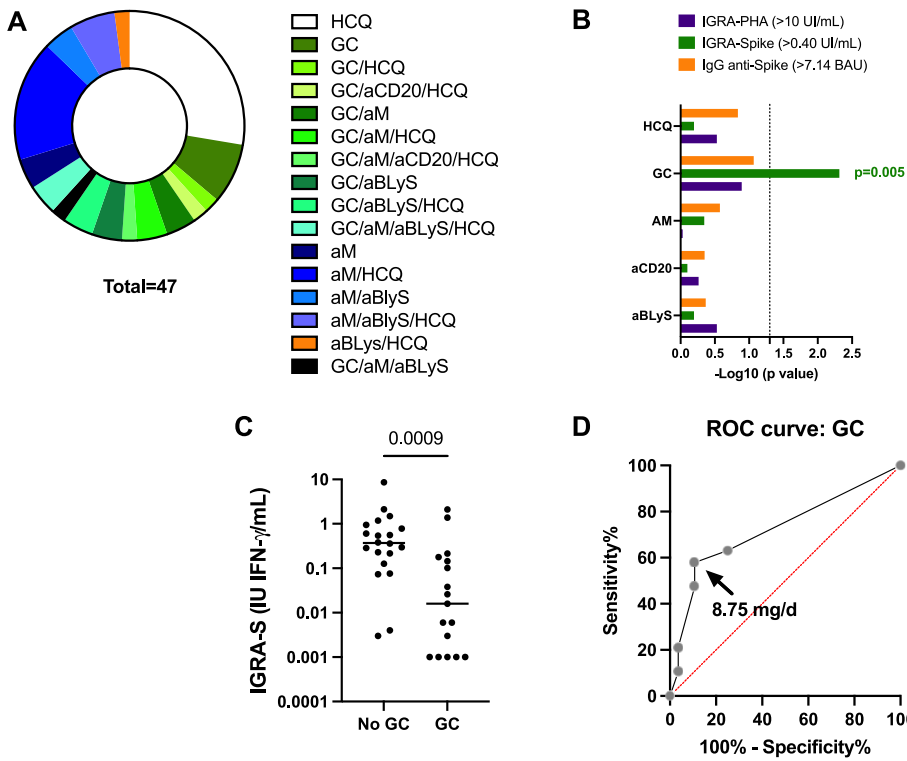 A
HCQ
GC
GC/HCQ
GC/aCD20/HCQ
GC/aM
GC/aM/HCQ
GC/aM/aCD20/HCQ
GC/aBLyS
GC/aBLyS/HCQ
GC/aM/aBLyS/HCQ
aM
aM/HCQ
aM/aBlyS
aM/aBlyS/HCQ
aBLys/HCQ
GC/aM/aBLyS
Total=47
B
IGRA-PHA (>10 UI/mL)
IGRA-Spike (>0.40 UI/mL)
IgG anti-Spike (>7.14 BAU)
HCQ
GC
p=0.005
AM
aCD20
aBLyS
0.0 0.5 1.0 1.5 2.0 2.5
-Log10 (p value)
C
0.0009
IGRA-S (IU IFN-γ/mL)
10
1
0.1
0.01
0.001
0.0001
No GC GC
D
ROC curve: GC
Sensitivity%
100
80
60
40
20
0
8.75 mg/d
0 20 40 60 80 100
100% - Specificity%